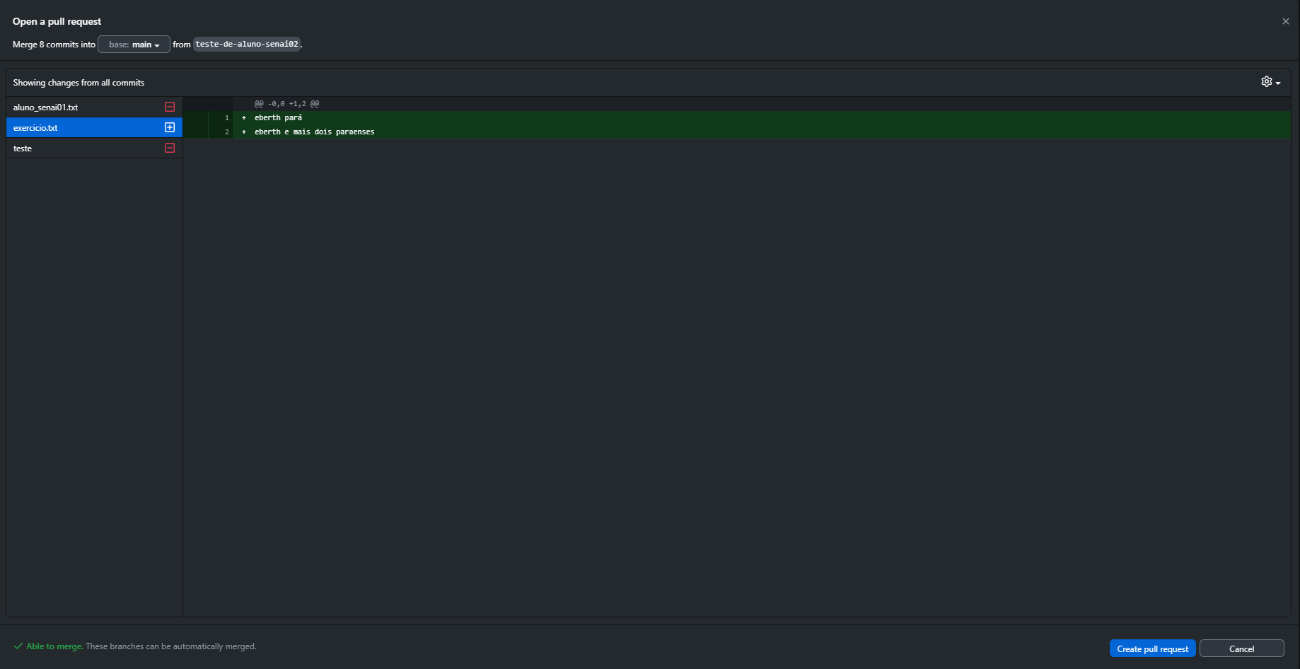 Open a pull request
Merge 8 commits into base: main from teste-de-aluno-senai02.
Showing changes from all commits
aluno_senai01.txt
exercicio.txt
teste
@@ -0,0 +1,2 @@
1 + eberth pará
2 + eberth e mais dois paraenses
Able to merge. These branches can be automatically merged.
Create pull request
Cancel